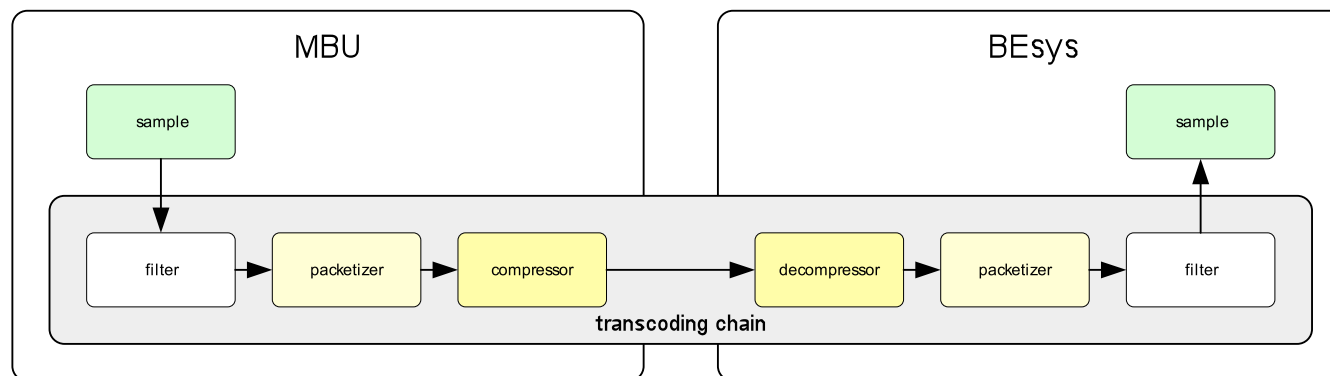 MBU
BEsys
sample
sample
filter
packetizer
compressor
decompressor
packetizer
filter
transcoding chain